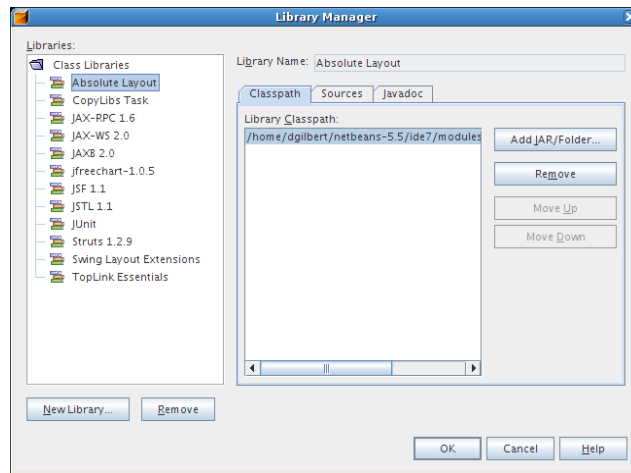 Library Manager
Libraries:
Class Libraries
Absolute Layout
CopyLibs Task
JAX-RPC 1.6
JAX-WS 2.0
JAXB 2.0
jfreechart-1.0.5
JSF 1.1
JSTL 1.1
JUnit
Struts 1.2.9
Swing Layout Extensions
TopLink Essentials
New Library...
Remove
Library Name: Absolute Layout
Classpath Sources Javadoc
Library Classpath:
/home/dgilbert/netbeans-5.5/ide7/modules
Add JAR/Folder...
Remove
Move Up
Move Down
OK Cancel Help